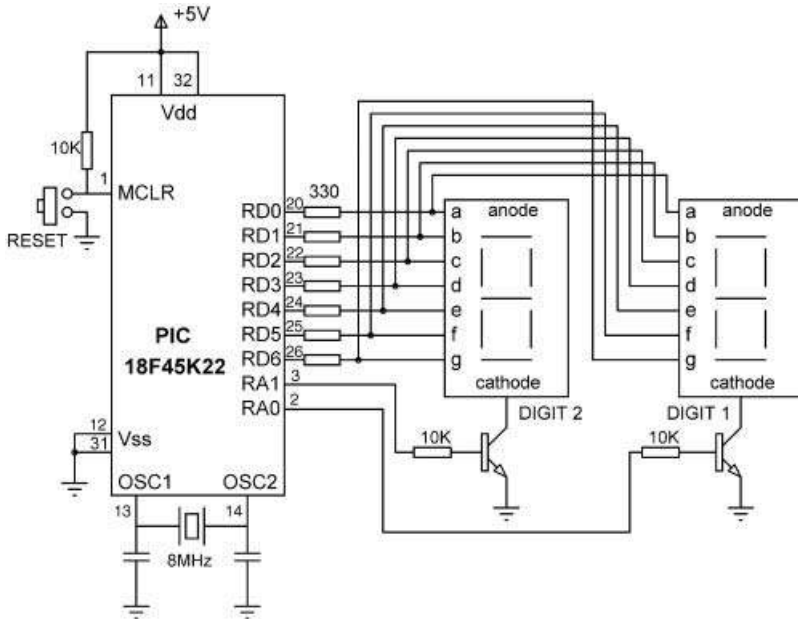 +5V
11 32
Vdd
10K
1 MCLR
RESET
330
RD0 20
RD1 21
RD2 22
RD3 23
RD4 24
RD5 25
RD6 26
RA1 3
RA0 2
PIC
18F45K22
12
31 Vss
OSC1 OSC2
13 14
8MHz
a anode
b
c
d
e
f
g
cathode
DIGIT 2
10K
a anode
b
c
d
e
f
g
cathode
DIGIT 1
10K